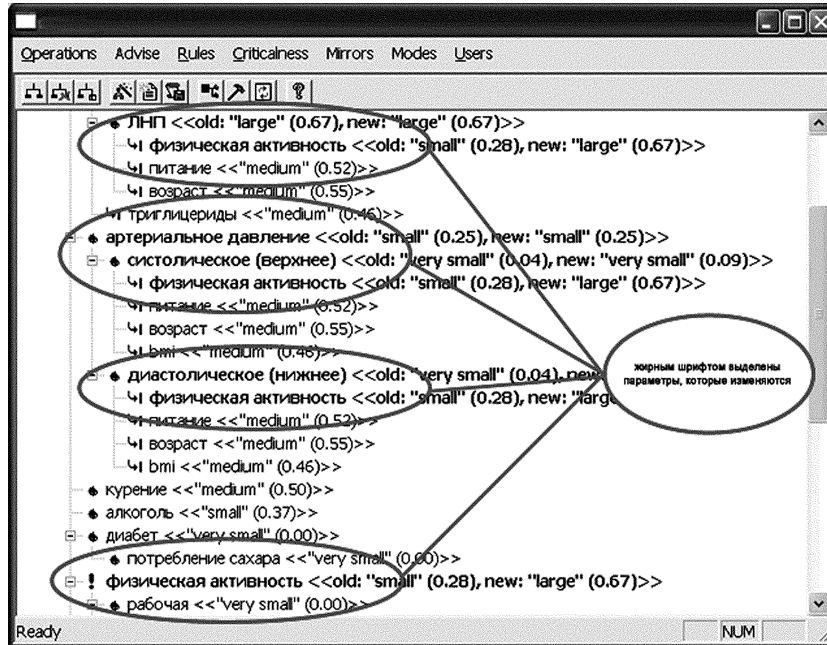 Operations Advise Rules Criticalness Mirrors Modes Users
ЛНП <<old: "large" (0.67), new: "large" (0.67)>>
физическая активность <<old: "small" (0.28), new: "large" (0.67)>>
питание <<"medium" (0.52)>>
возраст <<"medium" (0.55)>>
триглицериды <<"medium" (0.46)>>
артериальное давление <<old: "small" (0.25), new: "small" (0.25)>>
систолическое (верхнее) <<old: "very small" (0.04), new: "very small" (0.09)>>
физическая активность <<old: "small" (0.28), new: "large" (0.67)>>
питание <<"medium" (0.52)>>
возраст <<"medium" (0.55)>>
bmi <<"medium" (0.46)>>
диастолическое (нижнее) <<old: "very small" (0.04), new
физическая активность <<old: "small" (0.28), new: "large
питание <<"medium" (0.52)>>
возраст <<"medium" (0.55)>>
bmi <<"medium" (0.46)>>
курение <<"medium" (0.50)>>
алкоголь <<"small" (0.37)>>
диабет <<"very small" (0.00)>>
потребление сахара <<"very small" (0.00)>>
! физическая активность <<old: "small" (0.28), new: "large" (0.67)>>
рабочая <<"very small" (0.00)>>
жирным шрифтом выделены
параметры, которые изменяются
Ready NUM